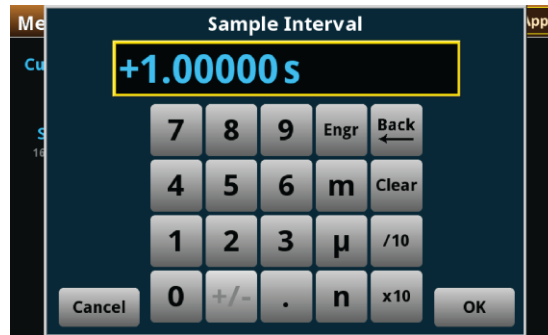 Me Sample Interval App
Cu +1.00000 s
7 8 9 Engr Back
S
16
4 5 6 m Clear
1 2 3 µ /10
Cancel 0 +/- . n x10 OK